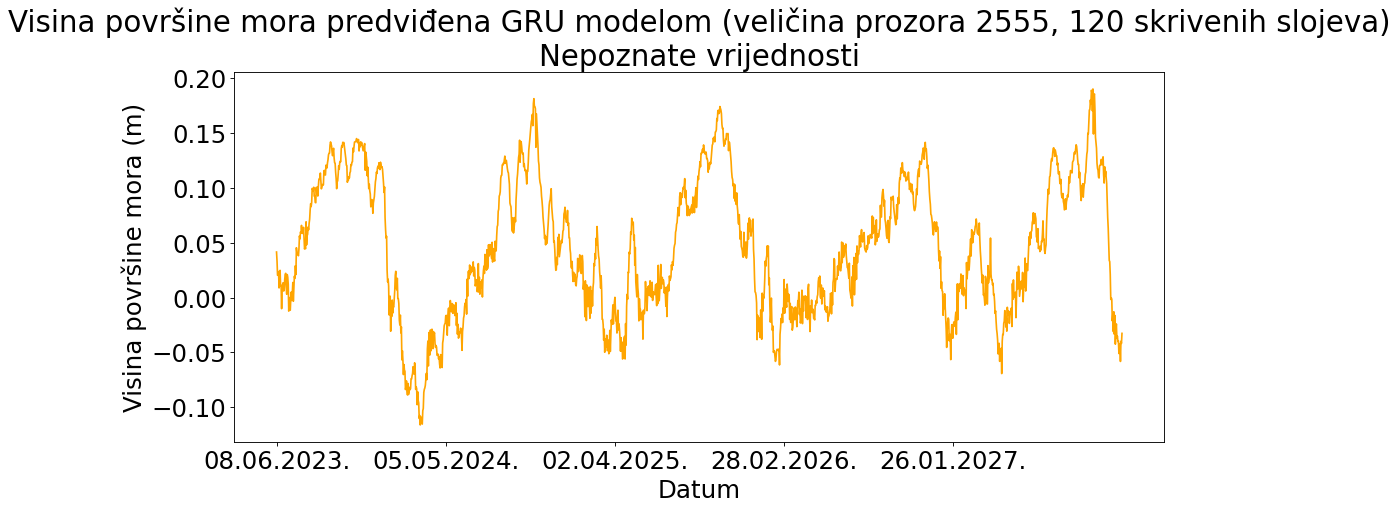 Visina površine mora predviđena GRU modelom (veličina prozora 2555, 120 skrivenih slojeva)
Nepoznate vrijednosti
Visina površine mora (m)
0.20
0.15
0.10
0.05
0.00
−0.05
−0.10
08.06.2023. 05.05.2024. 02.04.2025. 28.02.2026. 26.01.2027.
Datum